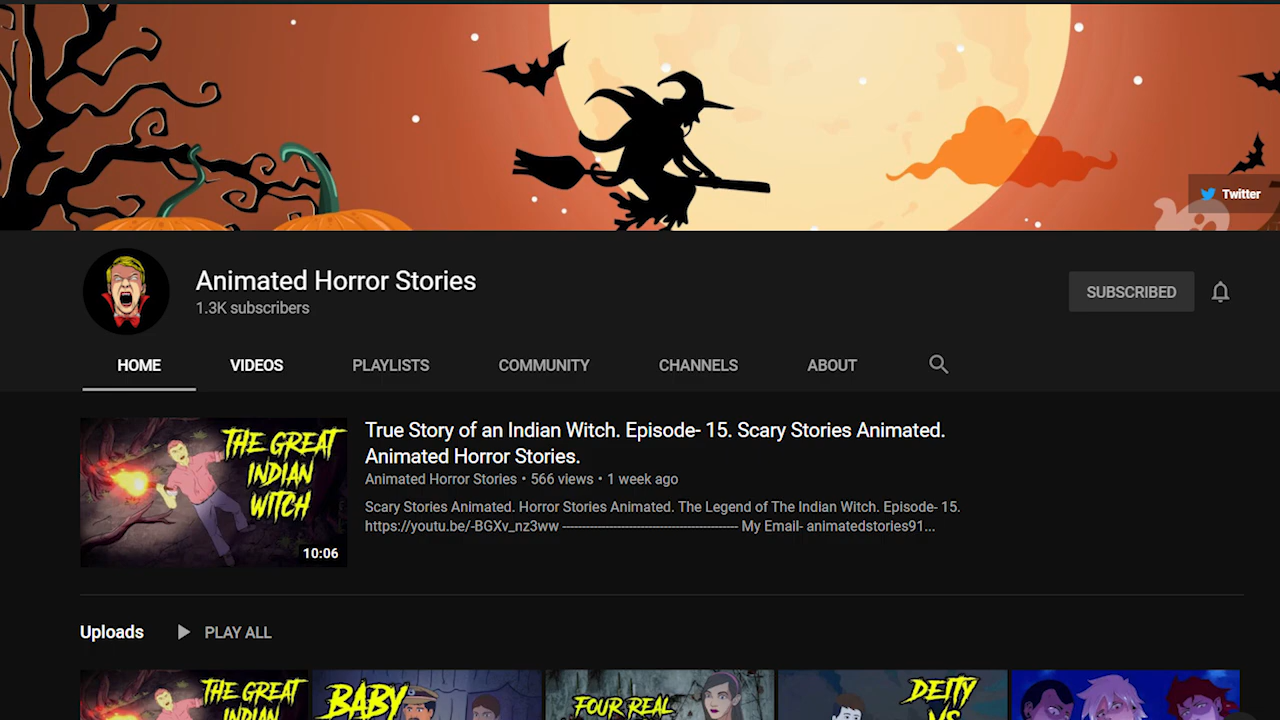 Twitter
Animated Horror Stories
1.3K subscribers
SUBSCRIBED
HOME
VIDEOS
PLAYLISTS
COMMUNITY
CHANNELS
ABOUT
THE GREAT
INDIAN
WITCH
10:06
True Story of an Indian Witch. Episode- 15. Scary Stories Animated.
Animated Horror Stories.
Animated Horror Stories • 566 views • 1 week ago
Scary Stories Animated. Horror Stories Animated. The Legend of The Indian Witch. Episode- 15.
https://youtu.be/-BGXv_nz3ww --------------------------------------------- My Email- animatedstories91...
Uploads
PLAY ALL
THE GREAT
INDIAN
BABY
FOUR REAL
DEITY
VS